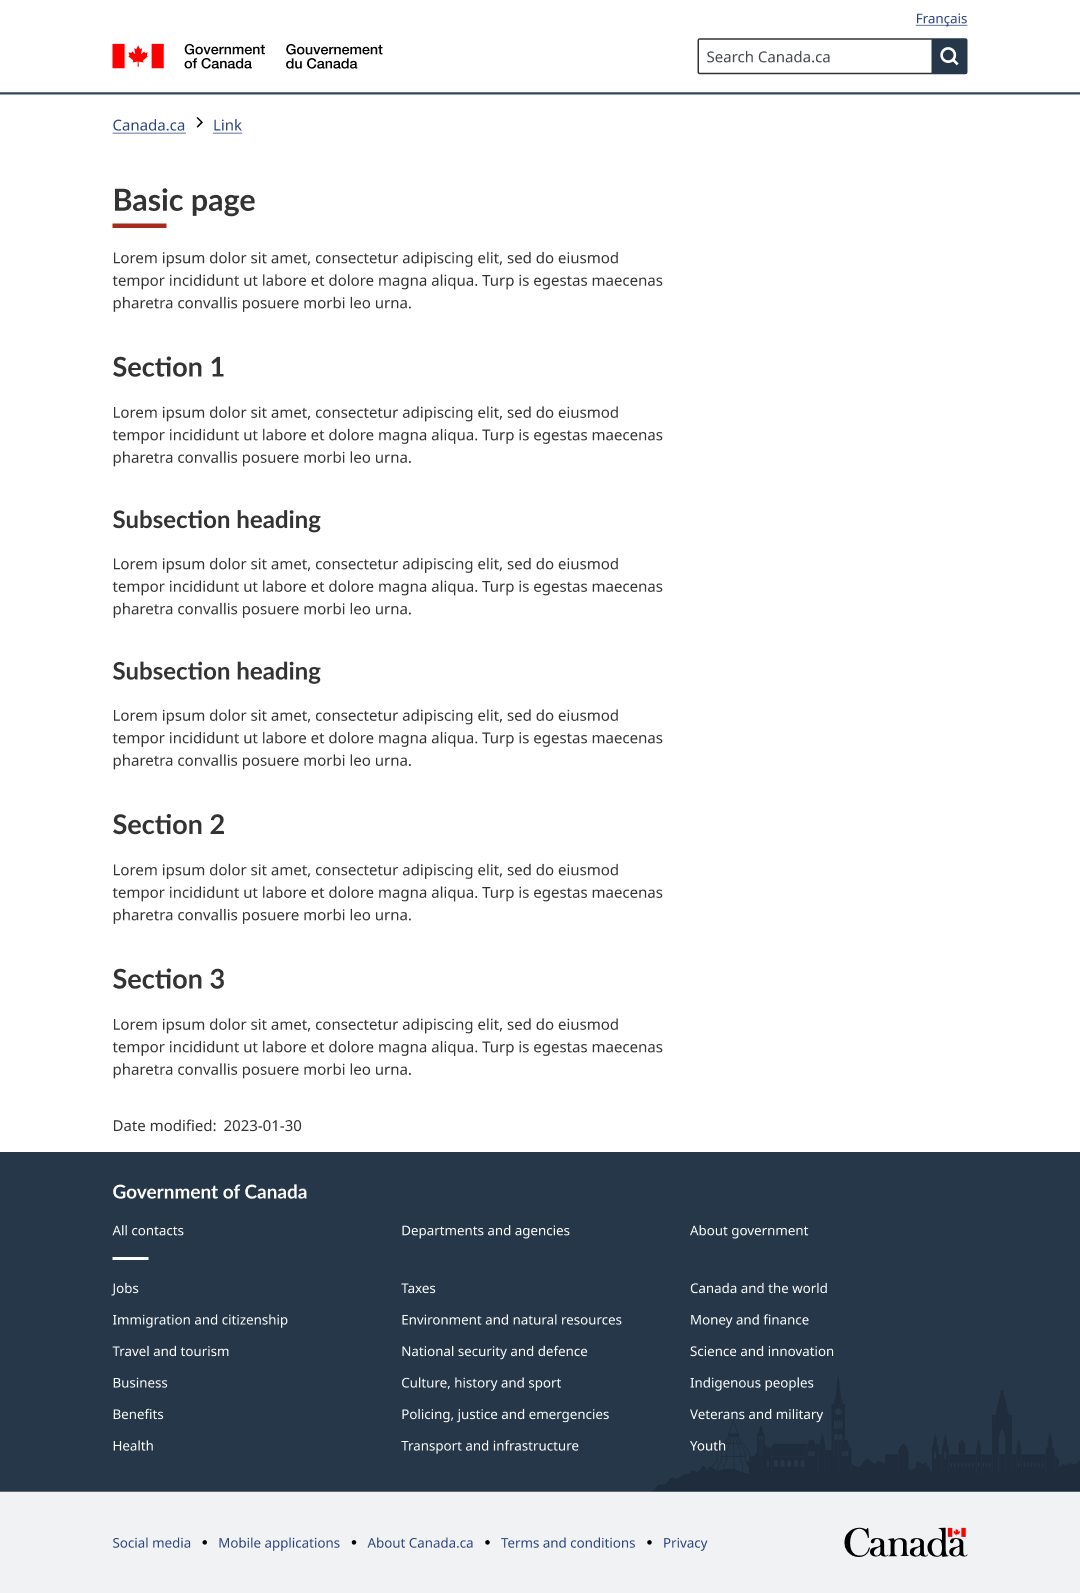 Français
Government of Canada
Gouvernement du Canada
Search Canada.ca
Canada.ca > Link
Basic page
Lorem ipsum dolor sit amet, consectetur adipiscing elit, sed do eiusmod
tempor incididunt ut labore et dolore magna aliqua. Turp is egestas maecenas
pharetra convallis posuere morbi leo urna.
Section 1
Lorem ipsum dolor sit amet, consectetur adipiscing elit, sed do eiusmod
tempor incididunt ut labore et dolore magna aliqua. Turp is egestas maecenas
pharetra convallis posuere morbi leo urna.
Subsection heading
Lorem ipsum dolor sit amet, consectetur adipiscing elit, sed do eiusmod
tempor incididunt ut labore et dolore magna aliqua. Turp is egestas maecenas
pharetra convallis posuere morbi leo urna.
Subsection heading
Lorem ipsum dolor sit amet, consectetur adipiscing elit, sed do eiusmod
tempor incididunt ut labore et dolore magna aliqua. Turp is egestas maecenas
pharetra convallis posuere morbi leo urna.
Section 2
Lorem ipsum dolor sit amet, consectetur adipiscing elit, sed do eiusmod
tempor incididunt ut labore et dolore magna aliqua. Turp is egestas maecenas
pharetra convallis posuere morbi leo urna.
Section 3
Lorem ipsum dolor sit amet, consectetur adipiscing elit, sed do eiusmod
tempor incididunt ut labore et dolore magna aliqua. Turp is egestas maecenas
pharetra convallis posuere morbi leo urna.
Date modified: 2023-01-30
Government of Canada
All contacts Departments and agencies About government
Jobs Taxes Canada and the world
Immigration and citizenship Environment and natural resources Money and finance
Travel and tourism National security and defence Science and innovation
Business Culture, history and sport Indigenous peoples
Benefits Policing, justice and emergencies Veterans and military
Health Transport and infrastructure Youth
Social media • Mobile applications • About Canada.ca • Terms and conditions • Privacy
Canada